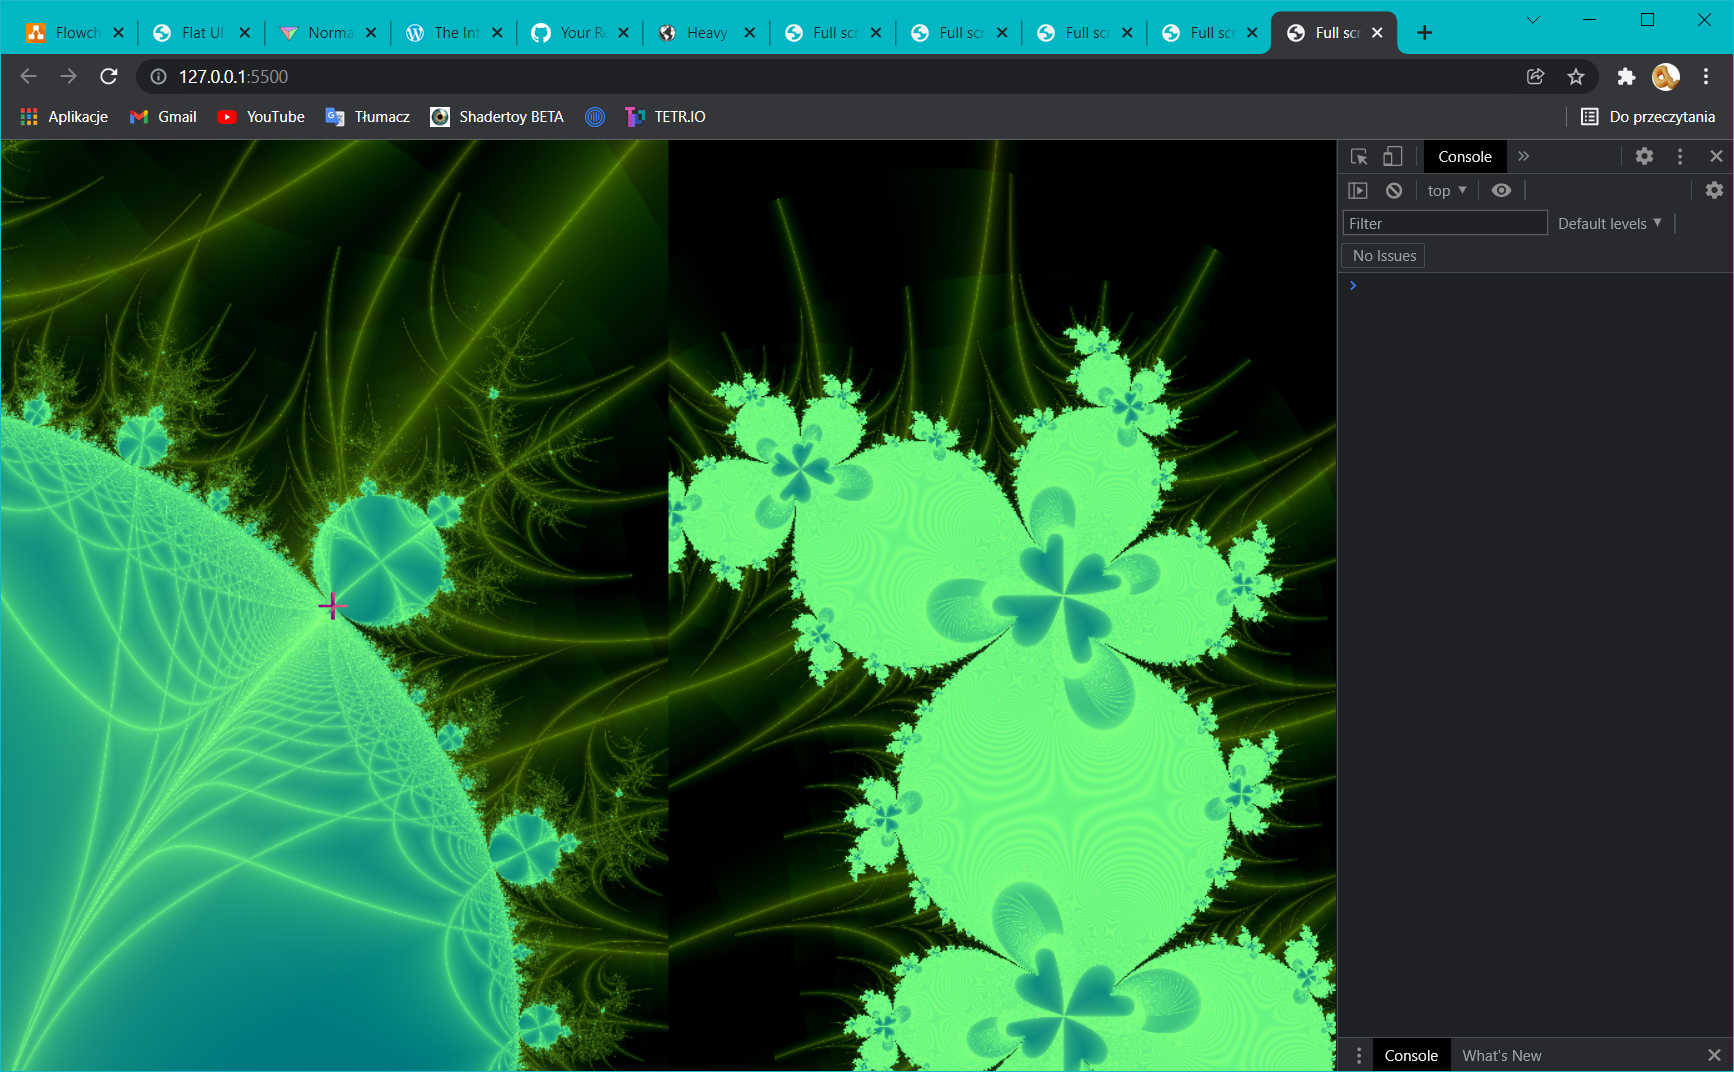 Flowch Flat UI Norma The Int Your Re Heavy Full scr Full scr Full scr Full scr Full scr
127.0.0.1:5500
Aplikacje Gmail YouTube Tłumacz Shadertoy BETA TETR.IO Do przeczytania
Console
top
Filter Default levels
No Issues
Console What's New